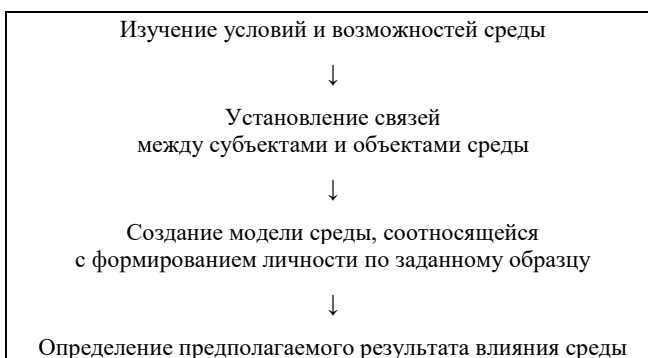 Изучение условий и возможностей среды
↓
Установление связей
между субъектами и объектами среды
↓
Создание модели среды, соотносящейся
с формированием личности по заданному образцу
↓
Определение предполагаемого результата влияния среды